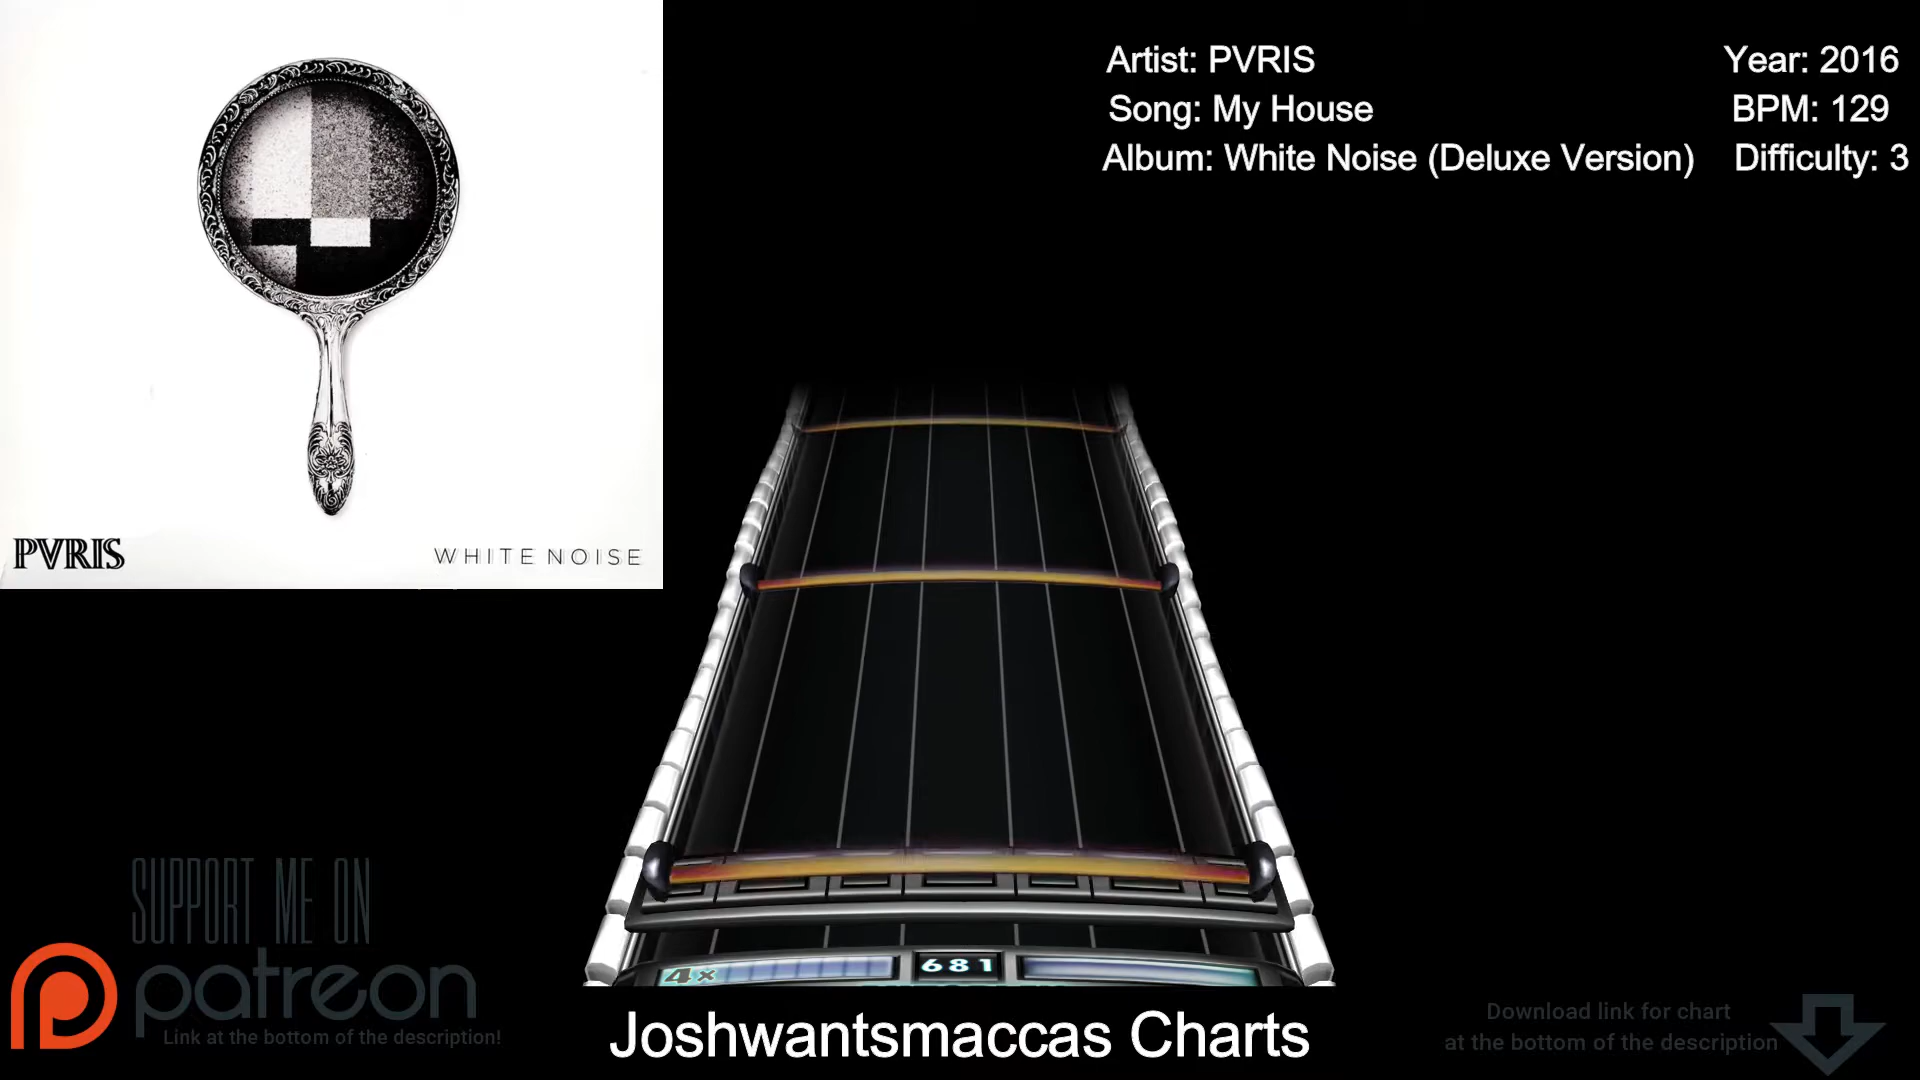 Artist: PVRIS
Year: 2016
Song: My House
BPM: 129
Album: White Noise (Deluxe Version)
Difficulty: 3
PVRIS
WHITE NOISE
SUPPORT ME ON
patreon
Link at the bottom of the description!
4x
681
Joshwantsmaccas Charts
Download link for chart
at the bottom of the description